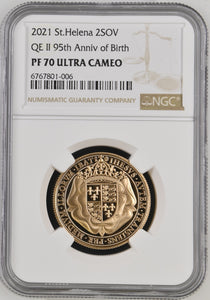 2021 St.Helena 2SOV
QE II 95th Anniv of Birth
PF 70 ULTRA CAMEO
6767801-006
NUMISMATIC GUARANTY COMPANY
NGC